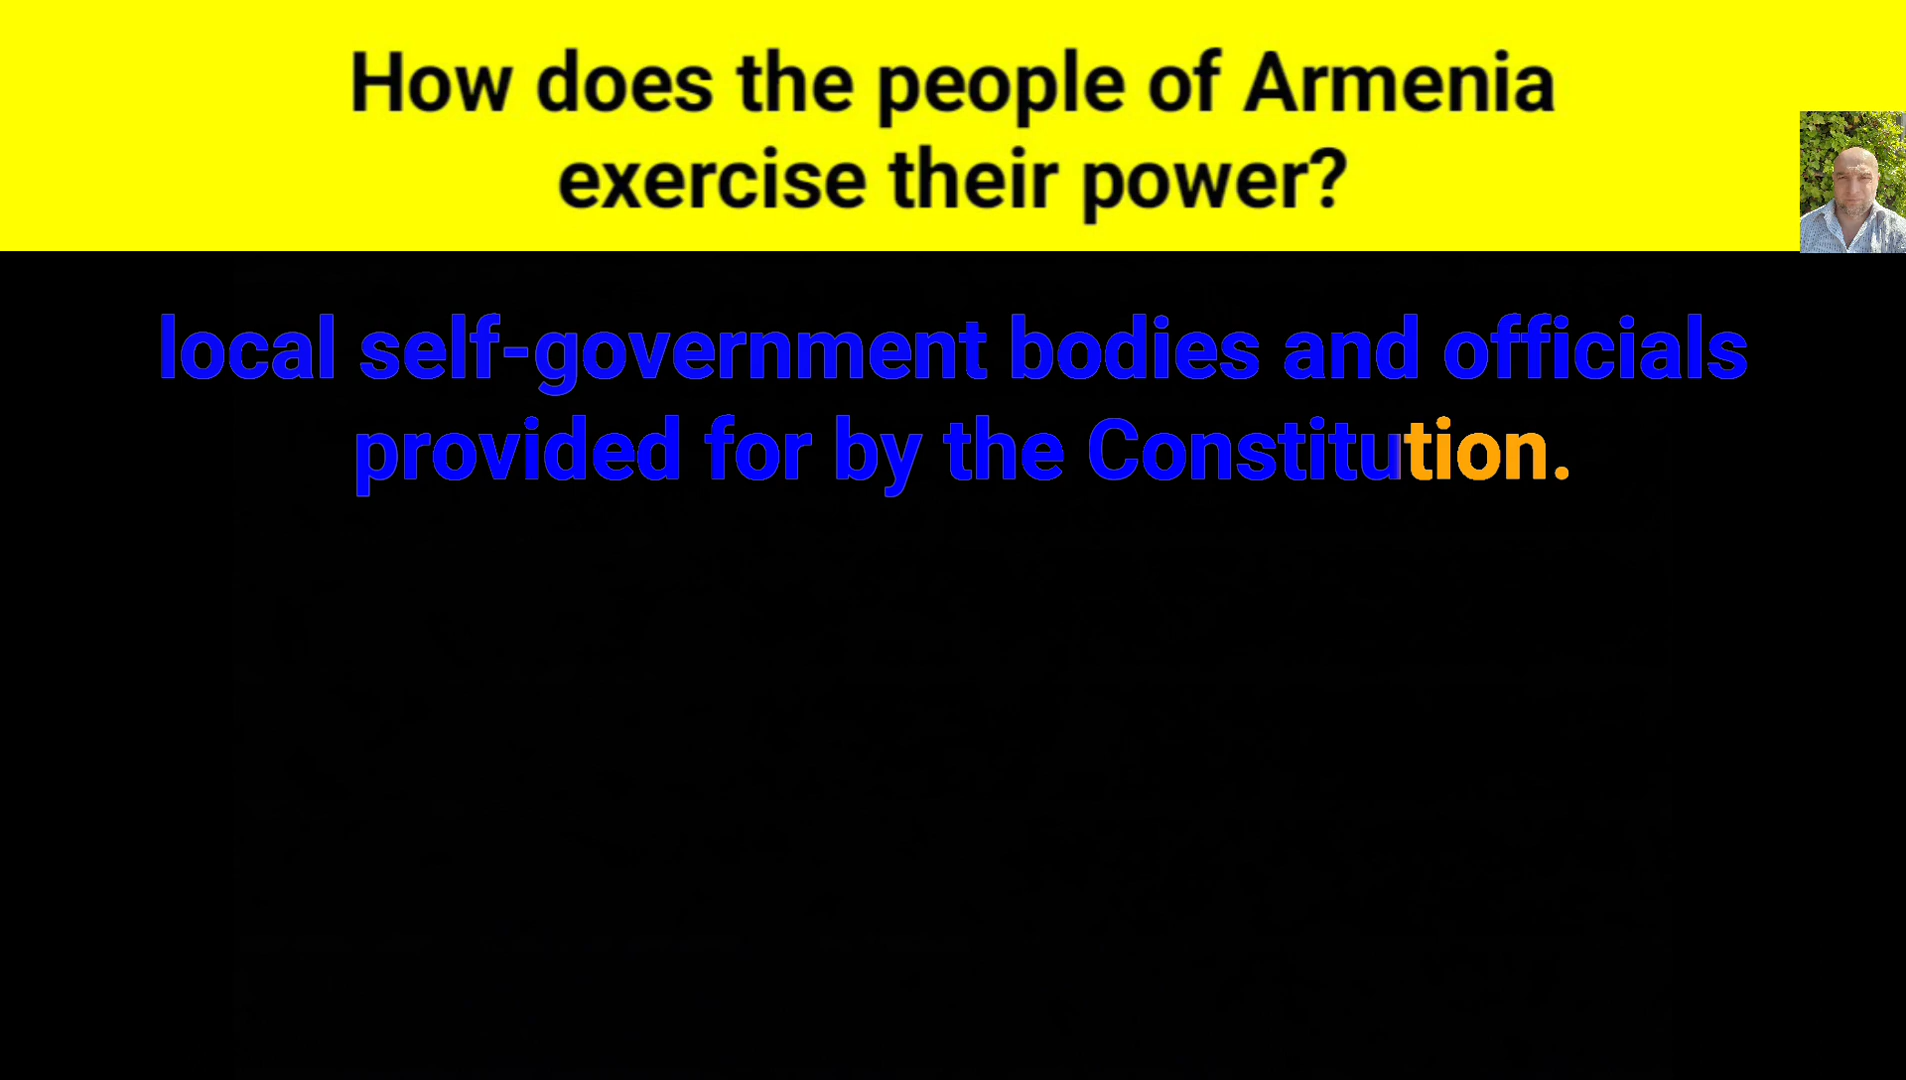 How does the people of Armenia
exercise their power?
local self-government bodies and officials
provided for by the Constitution.